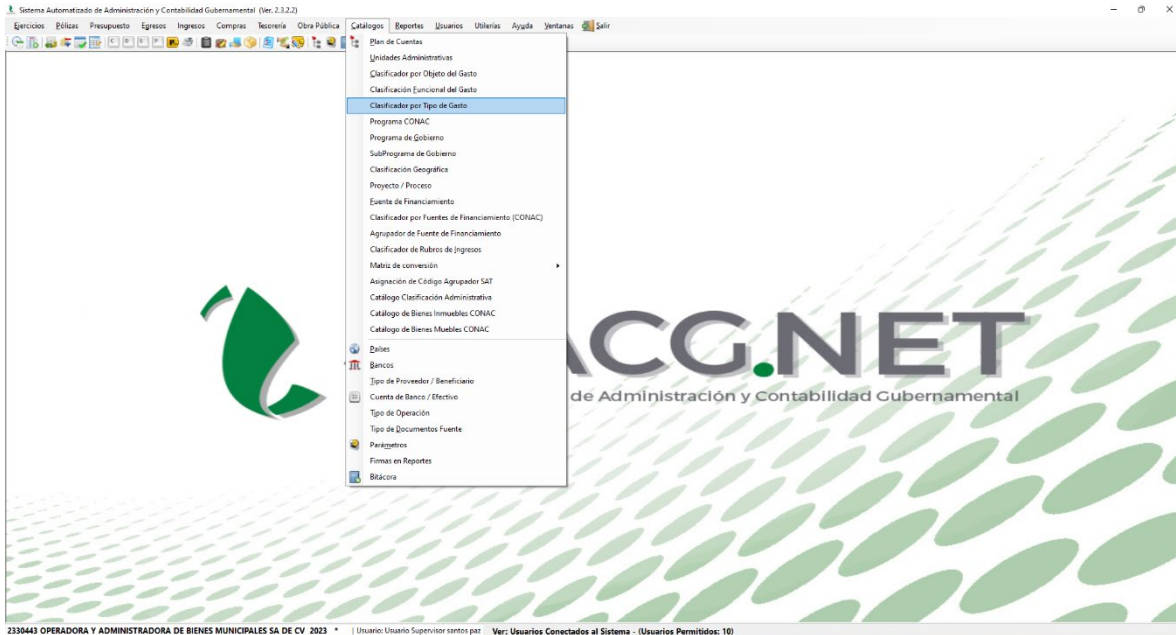 Sistema Automatizado de Administración y Contabilidad Gubernamental (Ver. 2.3.2.2)
Ejercicios Pólizas Presupuesto Egresos Ingresos Compras Tesorería Obra Pública Catálogos Reportes Usuarios Utilerías Ayuda Ventanas Salir
Plan de Cuentas
Unidades Administrativas
Clasificador por Objeto del Gasto
Clasificación Funcional del Gasto
Clasificador por Tipo de Gasto
Programa CONAC
Programa de Gobierno
SubPrograma de Gobierno
Clasificación Geográfica
Proyecto / Proceso
Fuente de Financiamiento
Clasificador por Fuentes de Financiamiento (CONAC)
Agrupador de Fuente de Financiamiento
Clasificador de Rubros de Ingresos
Matriz de conversión
Asignación de Código Agrupador SAT
Catálogo Clasificación Administrativa
Catálogo de Bienes Inmuebles CONAC
Catálogo de Bienes Muebles CONAC
Países
Bancos
Tipo de Proveedor / Beneficiario
Cuenta de Banco / Efectivo
Tipo de Operación
Tipo de Documentos Fuente
Parámetros
Firmas en Reportes
Bitácora
ACG.NET
de Administración y Contabilidad Gubernamental
2330443 OPERADORA Y ADMINISTRADORA DE BIENES MUNICIPALES SA DE CV 2023 * | Usuario: Usuario Supervisor santos paz Ver: Usuarios Conectados al Sistema - (Usuarios Permitidos: 10)